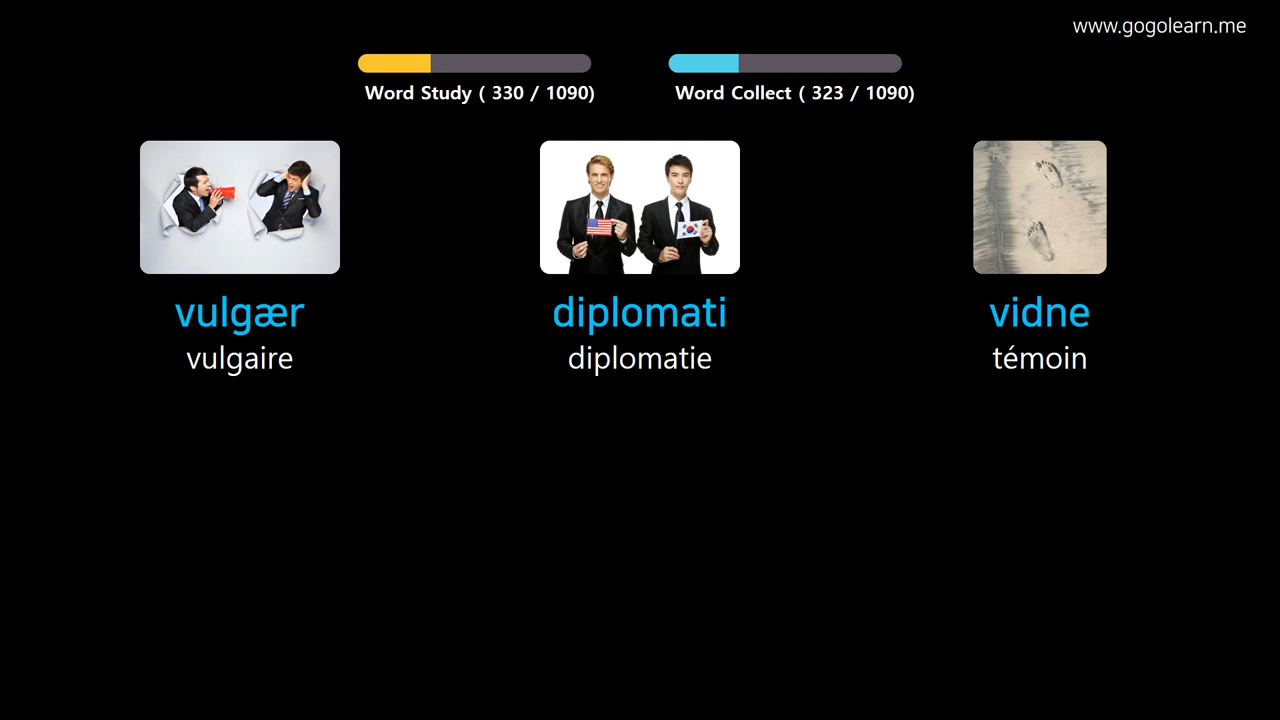 www.gogolearn.me
Word Study ( 330 / 1090)
Word Collect ( 323 / 1090)
vulgær
diplomati
vidne
vulgaire
diplomatie
témoin